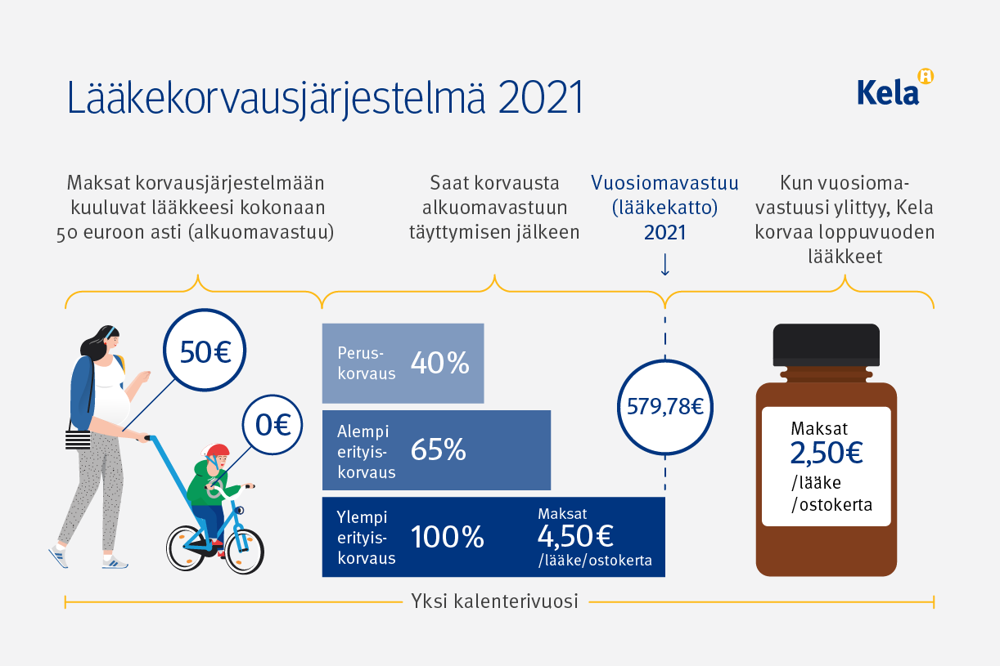 Lääkekorvausjärjestelmä 2021
Kela
Maksat korvausjärjestelmään
kuuluvat lääkkeesi kokonaan
50 euroon asti (alkuomavastuu)
Saat korvausta
alkuomavastuun
täyttymisen jälkeen
Vuosiomavastuu
(lääkekatto)
2021
Kun vuosioma-
vastuusi ylittyy, Kela
korvaa loppuvuoden
lääkkeet
50€
0€
Perus-
korvaus
40%
Alempi
erityis-
korvaus
65%
Ylempi
erityis-
korvaus
100%
Maksat
4,50€
/lääke/ostokerta
579,78€
Maksat
2,50€
/lääke
/ostokerta
Yksi kalenterivuosi